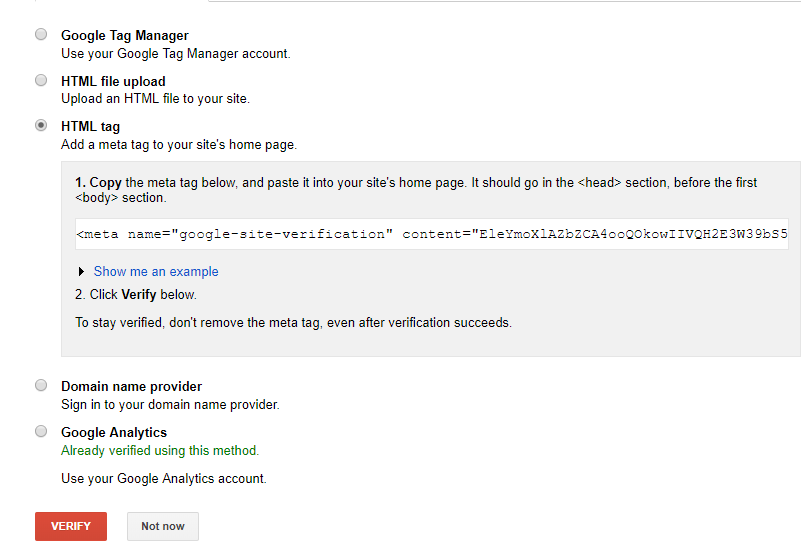 Google Tag Manager
Use your Google Tag Manager account.
HTML file upload
Upload an HTML file to your site.
HTML tag
Add a meta tag to your site's home page.
1. Copy the meta tag below, and paste it into your site's home page. It should go in the <head> section, before the first
<body> section.
<meta name="google-site-verification" content="EleYmoXlAZbZCA4ooQOkowIIVQH2E3W39bS5
Show me an example
2. Click Verify below.
To stay verified, don't remove the meta tag, even after verification succeeds.
Domain name provider
Sign in to your domain name provider.
Google Analytics
Already verified using this method.
Use your Google Analytics account.
VERIFY Not now